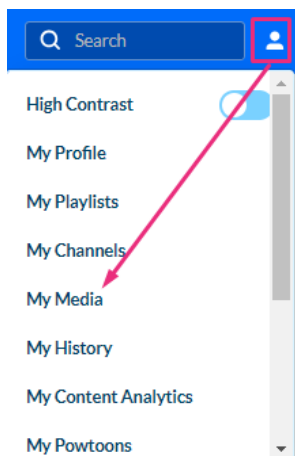 Search
High Contrast
My Profile
My Playlists
My Channels
My Media
My History
My Content Analytics
My Powtoons